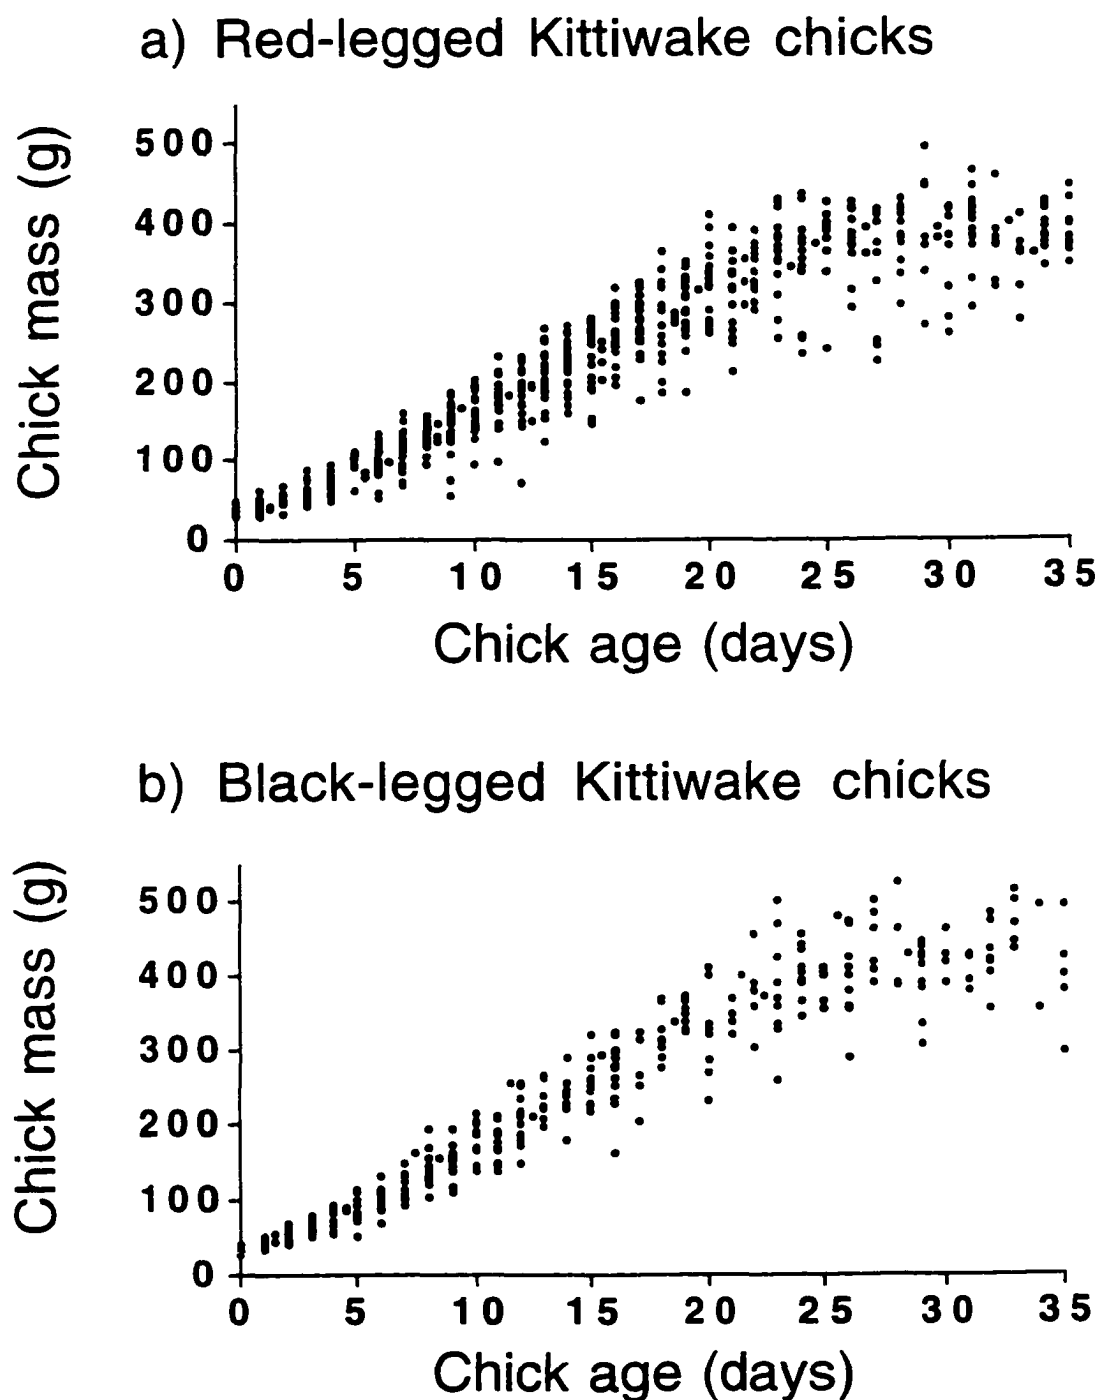 a) Red-legged Kittiwake chicks
Chick mass (g)
500
400
300
200
100
0
0 5 10 15 20 25 30 35
Chick age (days)
b) Black-legged Kittiwake chicks
Chick mass (g)
500
400
300
200
100
0
0 5 10 15 20 25 30 35
Chick age (days)